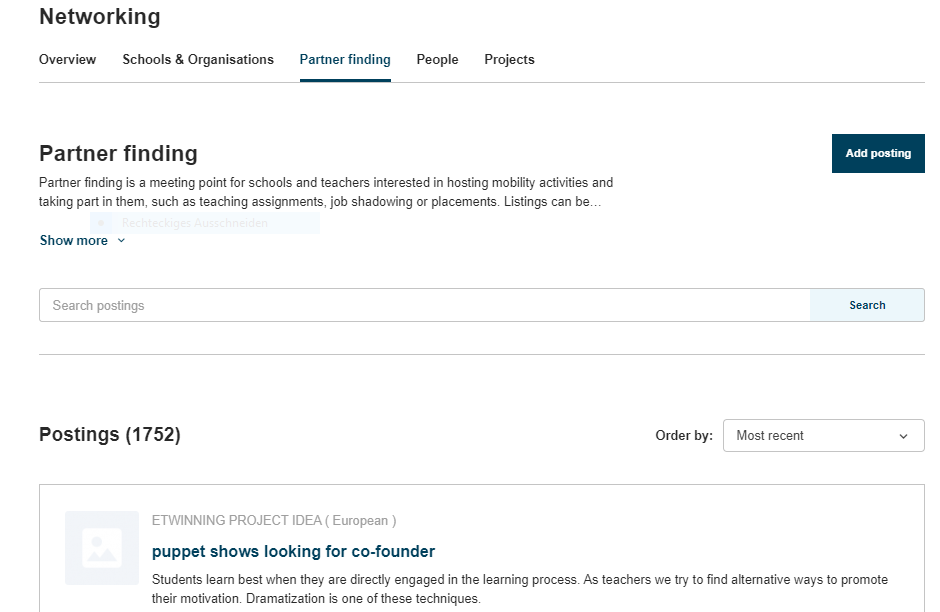 Networking
Overview Schools & Organisations Partner finding People Projects
Partner finding
Add posting
Partner finding is a meeting point for schools and teachers interested in hosting mobility activities and
taking part in them, such as teaching assignments, job shadowing or placements. Listings can be…
Rechteckiges Ausschneiden
Show more
Search postings
Search
Postings (1752)
Order by: Most recent
ETWINNING PROJECT IDEA ( European )
puppet shows looking for co-founder
Students learn best when they are directly engaged in the learning process. As teachers we try to find alternative ways to promote
their motivation. Dramatization is one of these techniques.